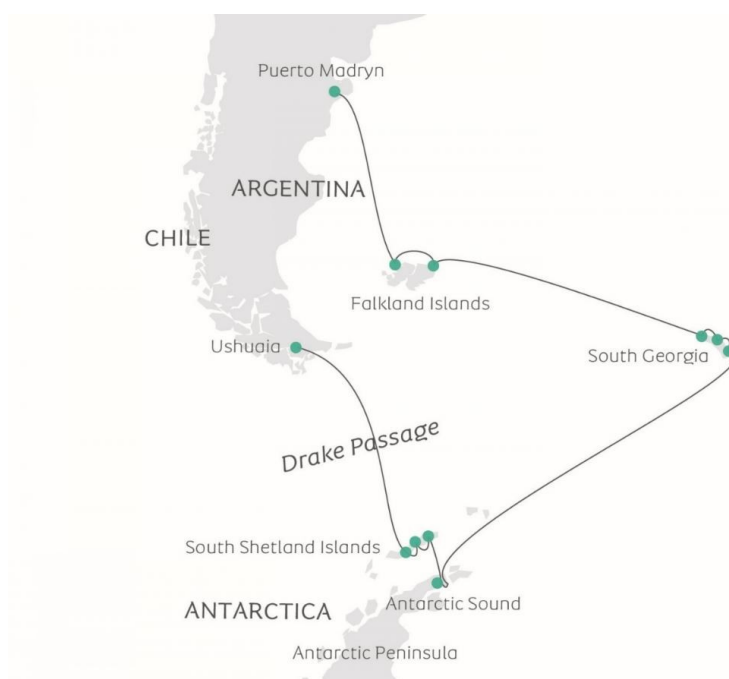 Puerto Madryn
ARGENTINA
CHILE
Falkland Islands
Ushuaia
South Georgia
Drake Passage
South Shetland Islands
Antarctic Sound
ANTARCTICA
Antarctic Peninsula